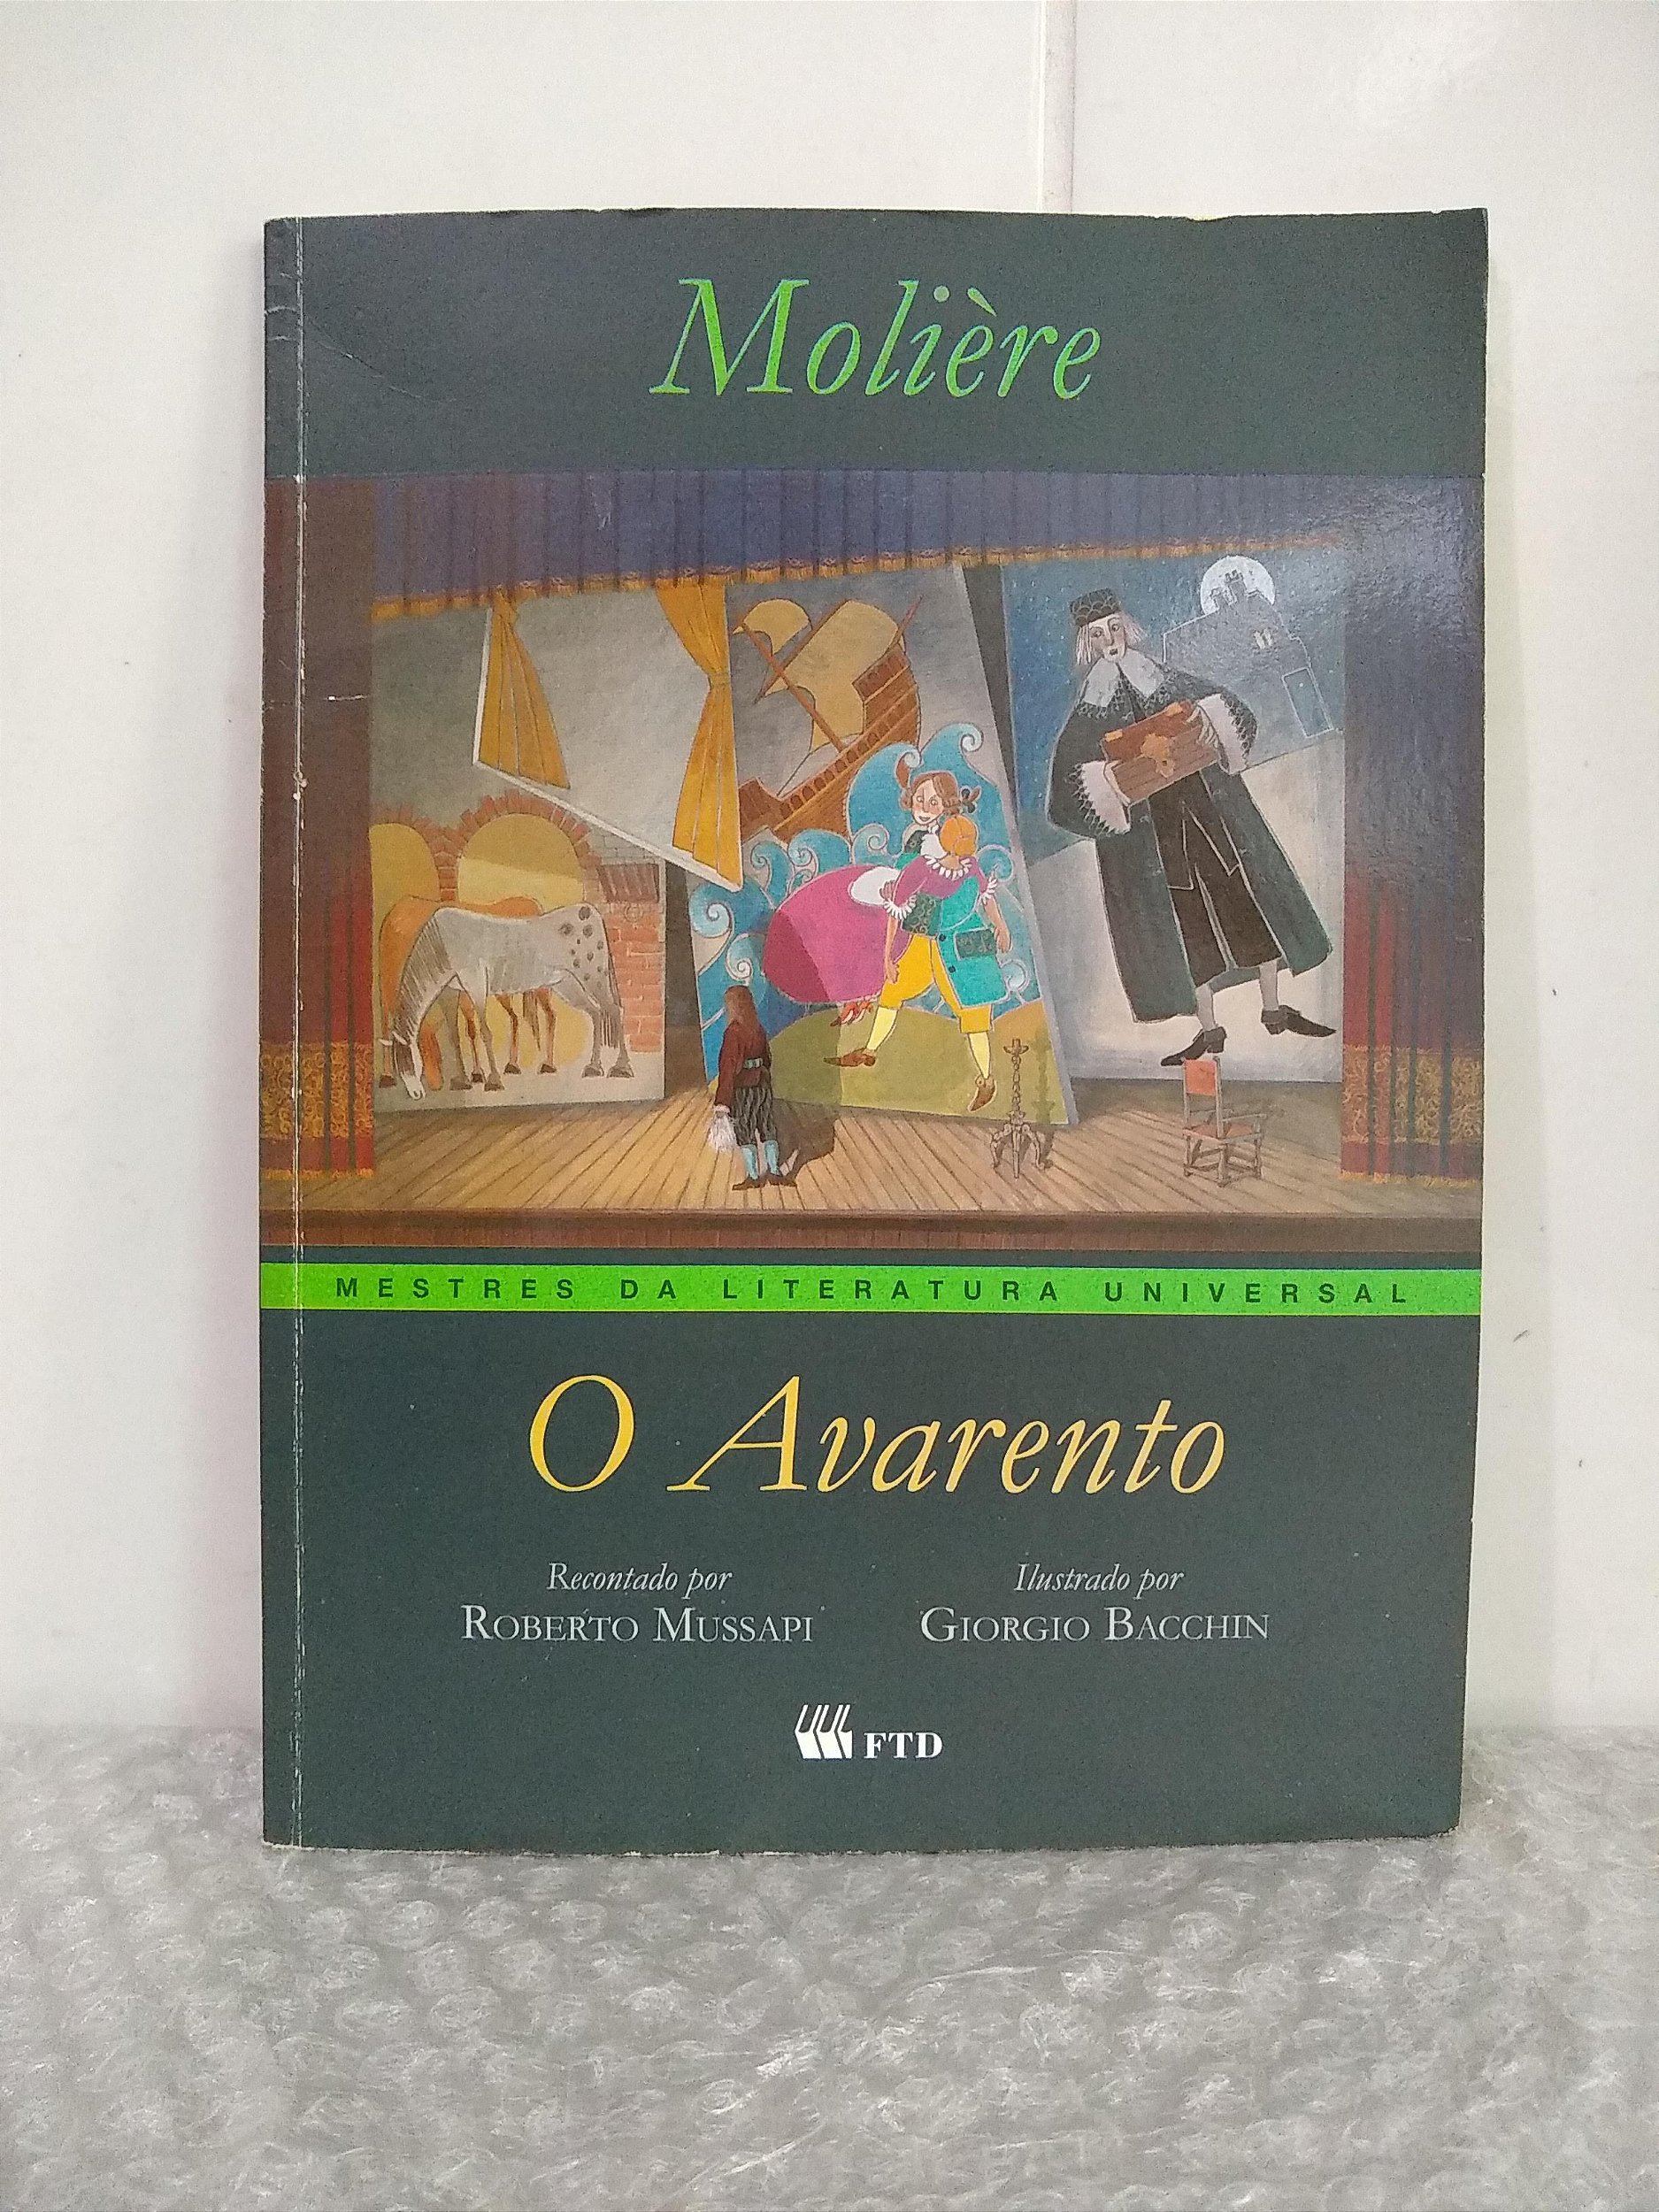 Molière
MESTRES DA LITERATURA UNIVERSAL
O Avarento
Recontado por
ROBERTO MUSSAPI
Ilustrado por
GIORGIO BACCHIN
FTD